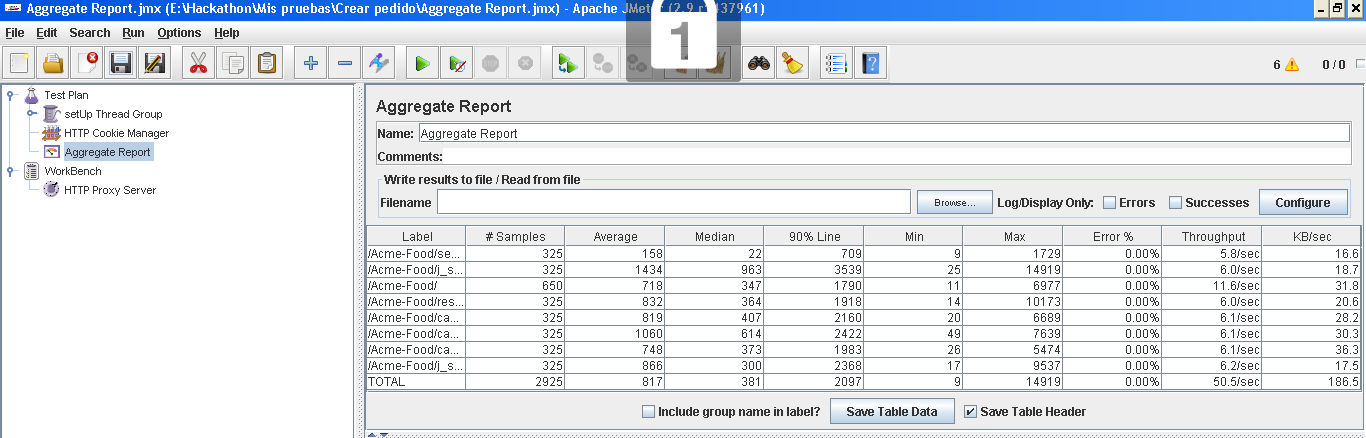 Aggregate Report.jmx (E:\Hackathon\Mis pruebas\Crear pedido\Aggregate Report.jmx) - Apache JMeter (2.9 r1437961)
1
File Edit Search Run Options Help
6 0 / 0
Test Plan
setUp Thread Group
HTTP Cookie Manager
Aggregate Report
WorkBench
HTTP Proxy Server
Aggregate Report
Name: Aggregate Report
Comments:
Write results to file / Read from file
Filename Browse... Log/Display Only: Errors Successes Configure
Label # Samples Average Median 90% Line Min Max Error % Throughput KB/sec
/Acme-Food/se... 325 158 22 709 9 1729 0.00% 5.8/sec 16.6
/Acme-Food/j_s... 325 1434 963 3539 25 14919 0.00% 6.0/sec 18.7
/Acme-Food/ 650 718 347 1790 11 6977 0.00% 11.6/sec 31.8
/Acme-Food/res... 325 832 364 1918 14 10173 0.00% 6.0/sec 20.6
/Acme-Food/ca... 325 819 407 2160 20 6689 0.00% 6.1/sec 28.2
/Acme-Food/ca... 325 1060 614 2422 49 7639 0.00% 6.1/sec 30.3
/Acme-Food/ca... 325 748 373 1983 26 5474 0.00% 6.1/sec 36.3
/Acme-Food/j_s... 325 866 300 2368 17 9537 0.00% 6.2/sec 17.5
TOTAL 2925 817 381 2097 9 14919 0.00% 50.5/sec 186.5
Include group name in label? Save Table Data Save Table Header